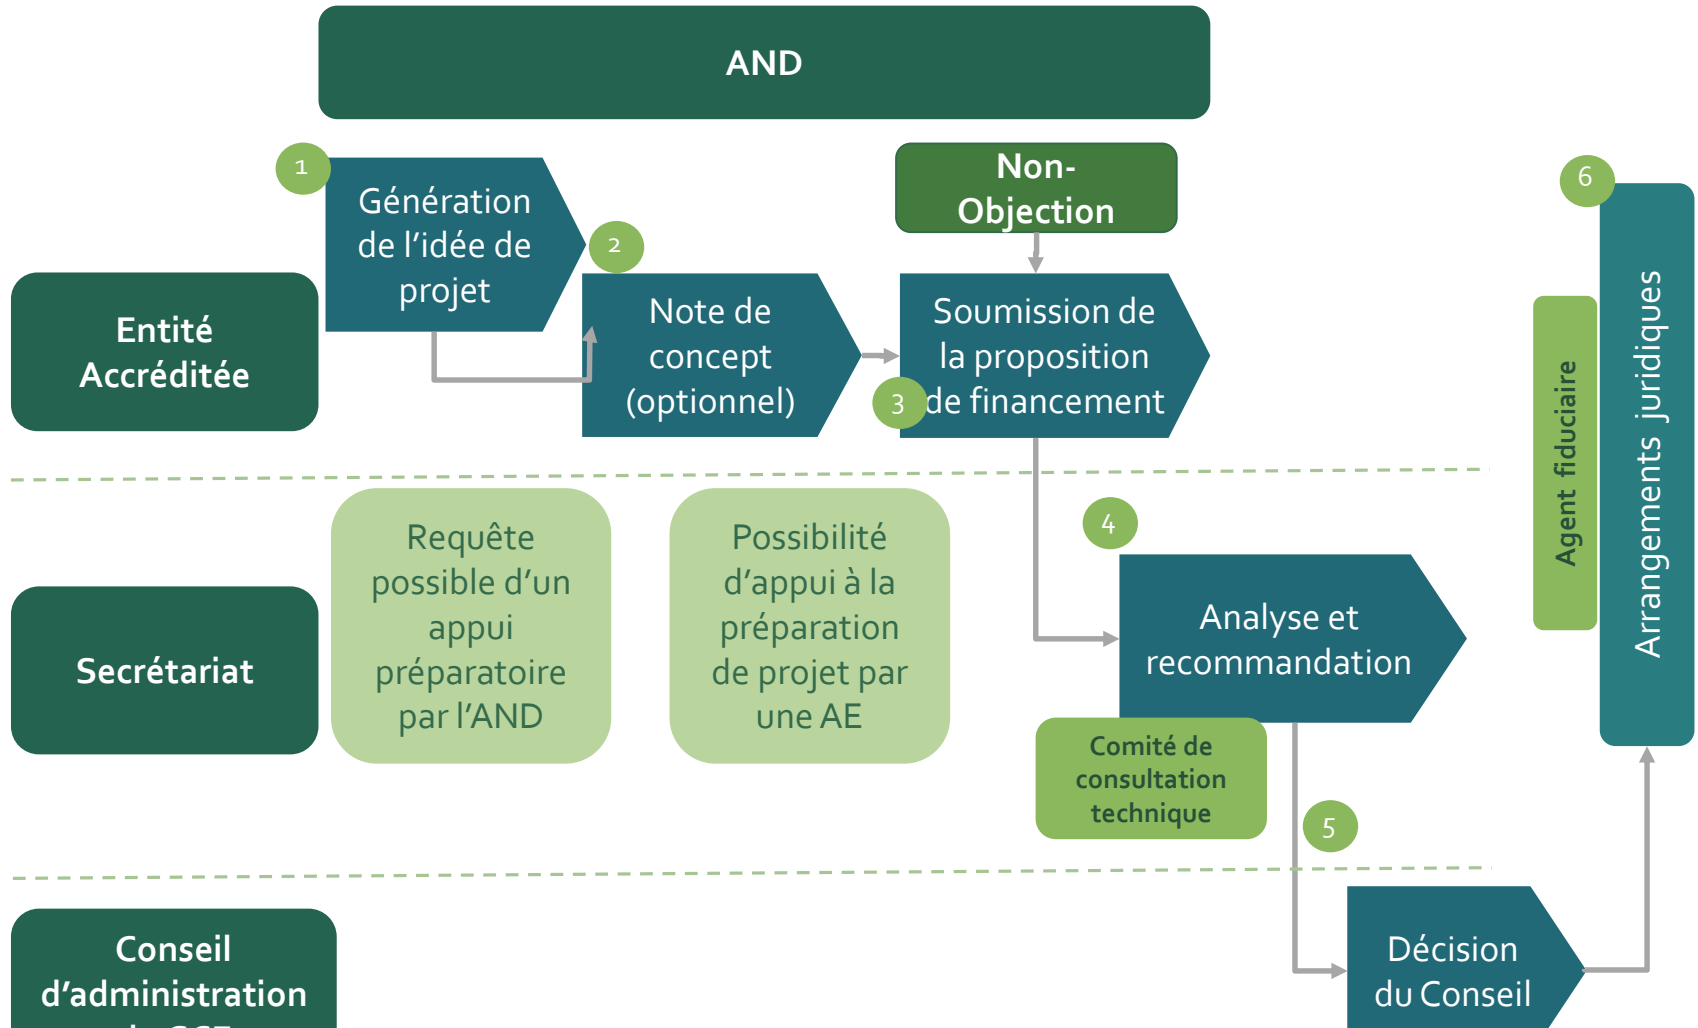 AND
1
Génération
de l'idée de
projet
2
Note de
concept
(optionnel)
Non-
Objection
3
Soumission de
la proposition
de financement
Entité
Accréditée
Requête
possible d'un
appui
préparatoire
par l'AND
Possibilité
d'appui à la
préparation
de projet par
une AE
Secrétariat
4
Analyse et
recommandation
Comité de
consultation
technique
5
Conseil
d'administration
Décision
du Conseil
6
Agent fiduciaire
Arrangements juridiques